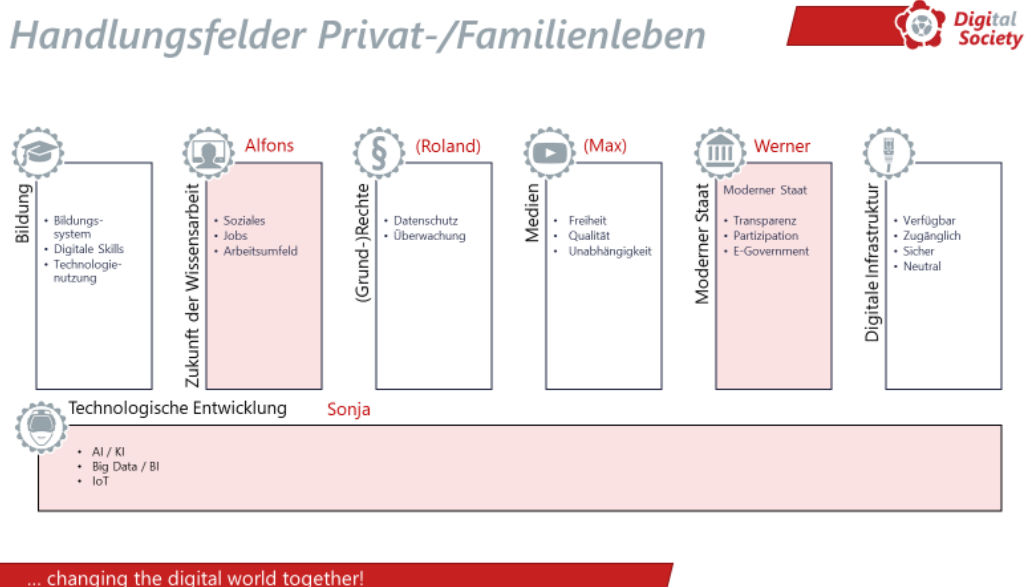 Handlungsfelder Privat-/Familienleben
Digital
Society
Bildung
• Bildungs-
system
• Digitale Skills
• Technologie-
nutzung
Alfons
Zukunft der Wissensarbeit
• Soziales
• Jobs
• Arbeitsumfeld
(Roland)
§
(Grund-)Rechte
• Datenschutz
• Überwachung
(Max)
Medien
• Freiheit
• Qualität
• Unabhängigkeit
Werner
Moderner Staat
Moderner Staat
• Transparenz
• Partizipation
• E-Government
Digitale Infrastruktur
• Verfügbar
• Zugänglich
• Sicher
• Neutral
Technologische Entwicklung
Sonja
• AI / KI
• Big Data / BI
• IoT
... changing the digital world together!